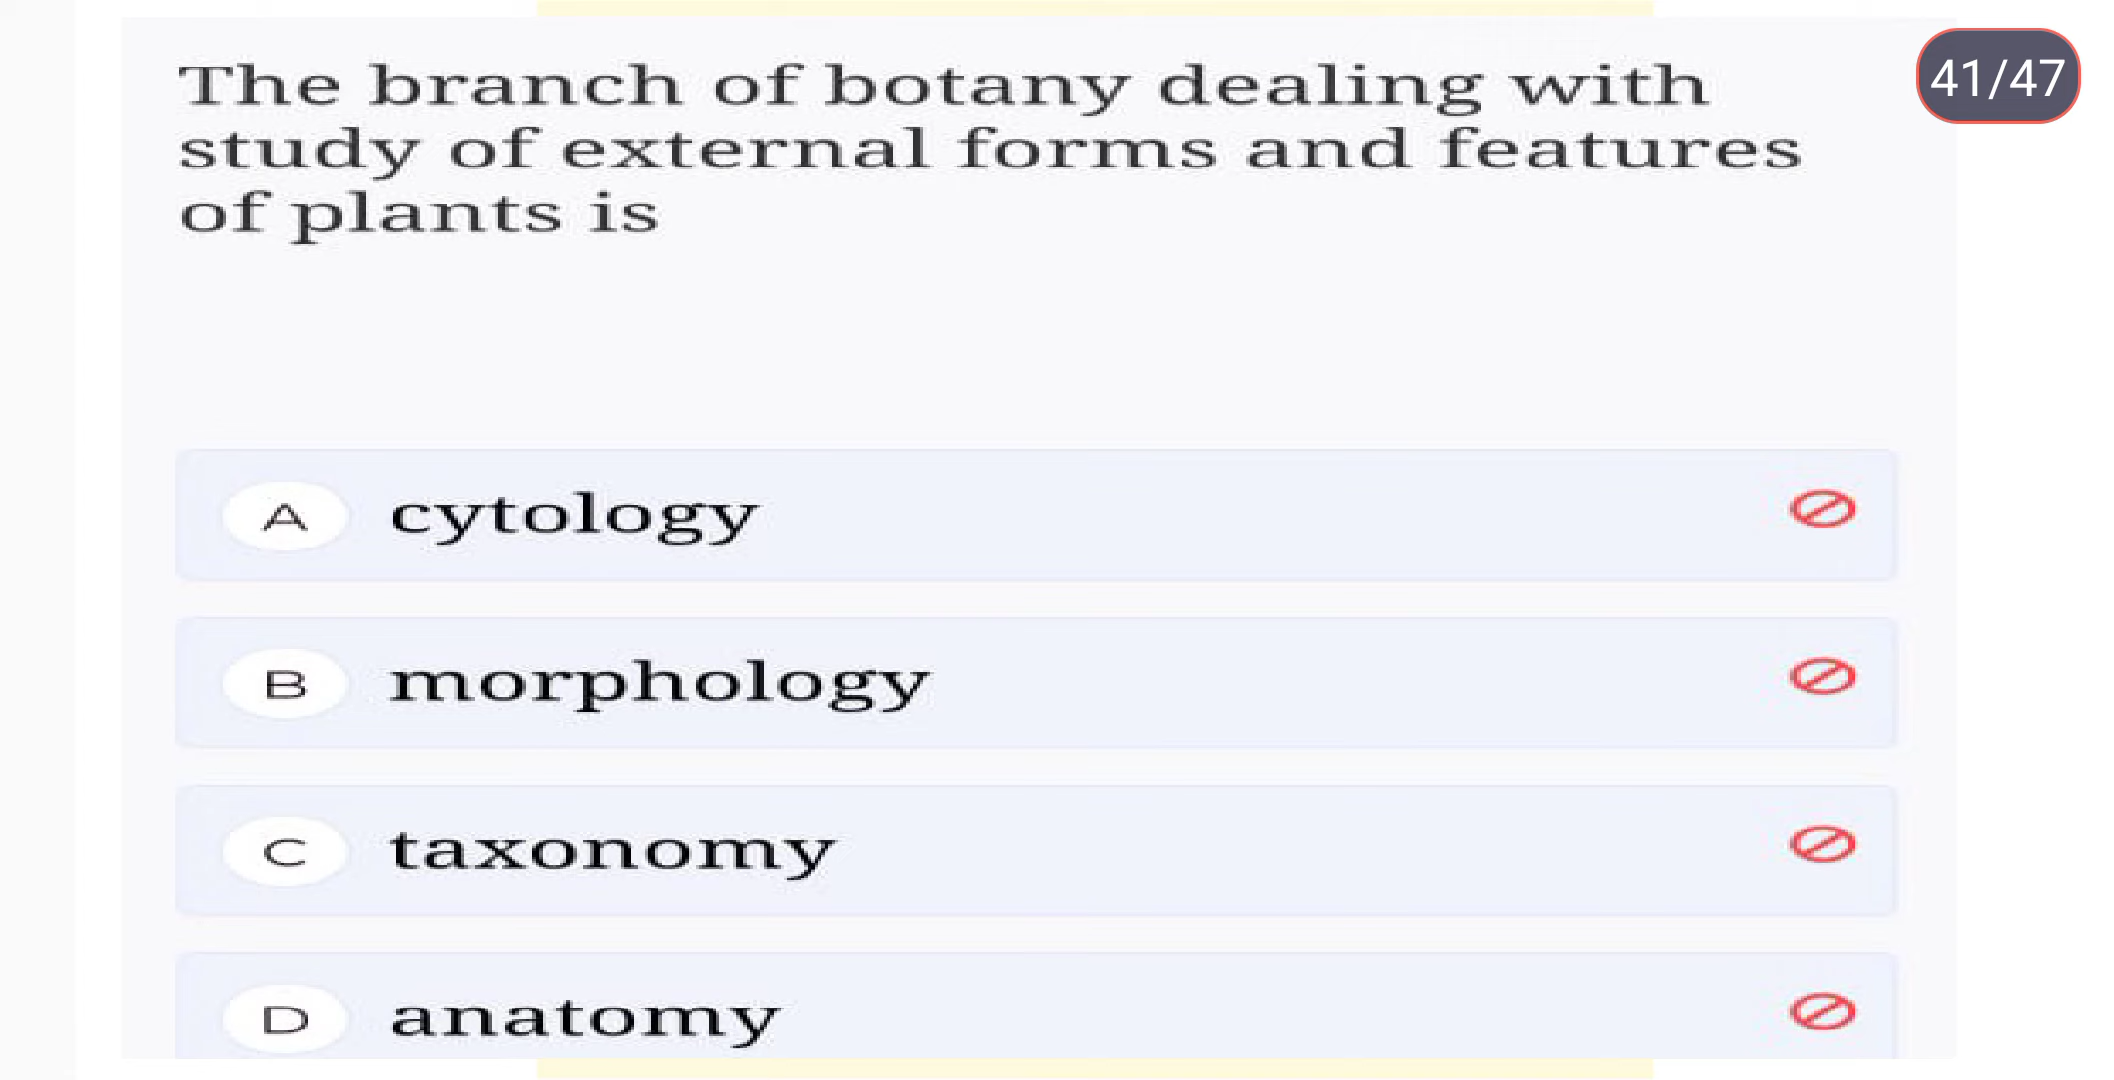 The branch of botany dealing with
study of external forms and features
of plants is
41/47
A cytology
B morphology
C taxonomy
D anatomy